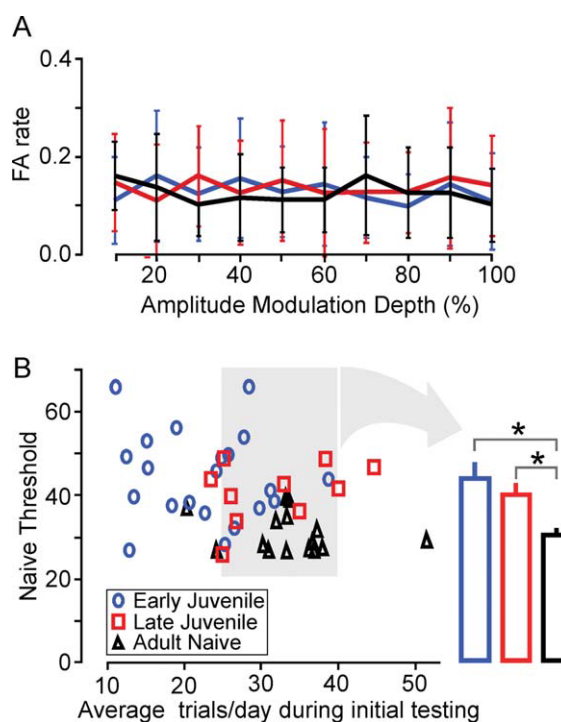 A
0.4
0.2
0.0
FA rate
20 40 60 80 100
Amplitude Modulation Depth (%)
B
60
40
20
0
Naive Threshold
Early Juvenile
Late Juvenile
Adult Naive
* 
*
10 20 30 40 50
Average trials/day during initial testing